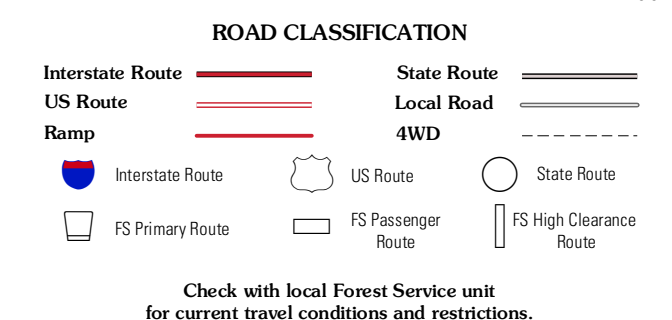 ROAD CLASSIFICATION
Interstate Route
State Route
US Route
Local Road
Ramp
4WD
Interstate Route
US Route
State Route
FS Primary Route
FS Passenger
Route
FS High Clearance
Route
Check with local Forest Service unit
for current travel conditions and restrictions.